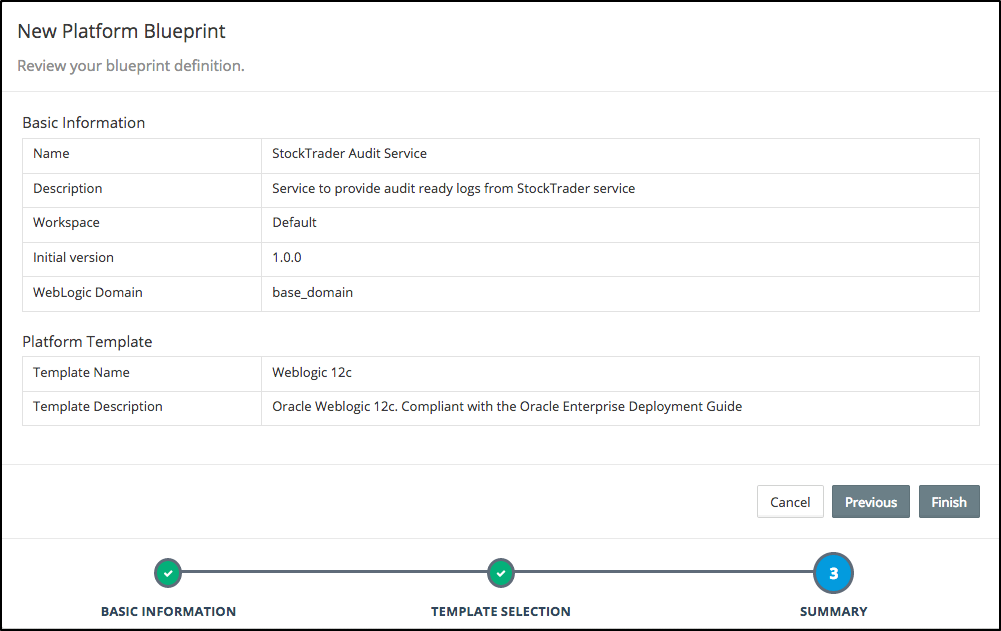 New Platform Blueprint
Review your blueprint definition.
Basic Information
Name StockTrader Audit Service
Description Service to provide audit ready logs from StockTrader service
Workspace Default
Initial version 1.0.0
WebLogic Domain base_domain
Platform Template
Template Name Weblogic 12c
Template Description Oracle Weblogic 12c. Compliant with the Oracle Enterprise Deployment Guide
Cancel Previous Finish
3
BASIC INFORMATION TEMPLATE SELECTION SUMMARY